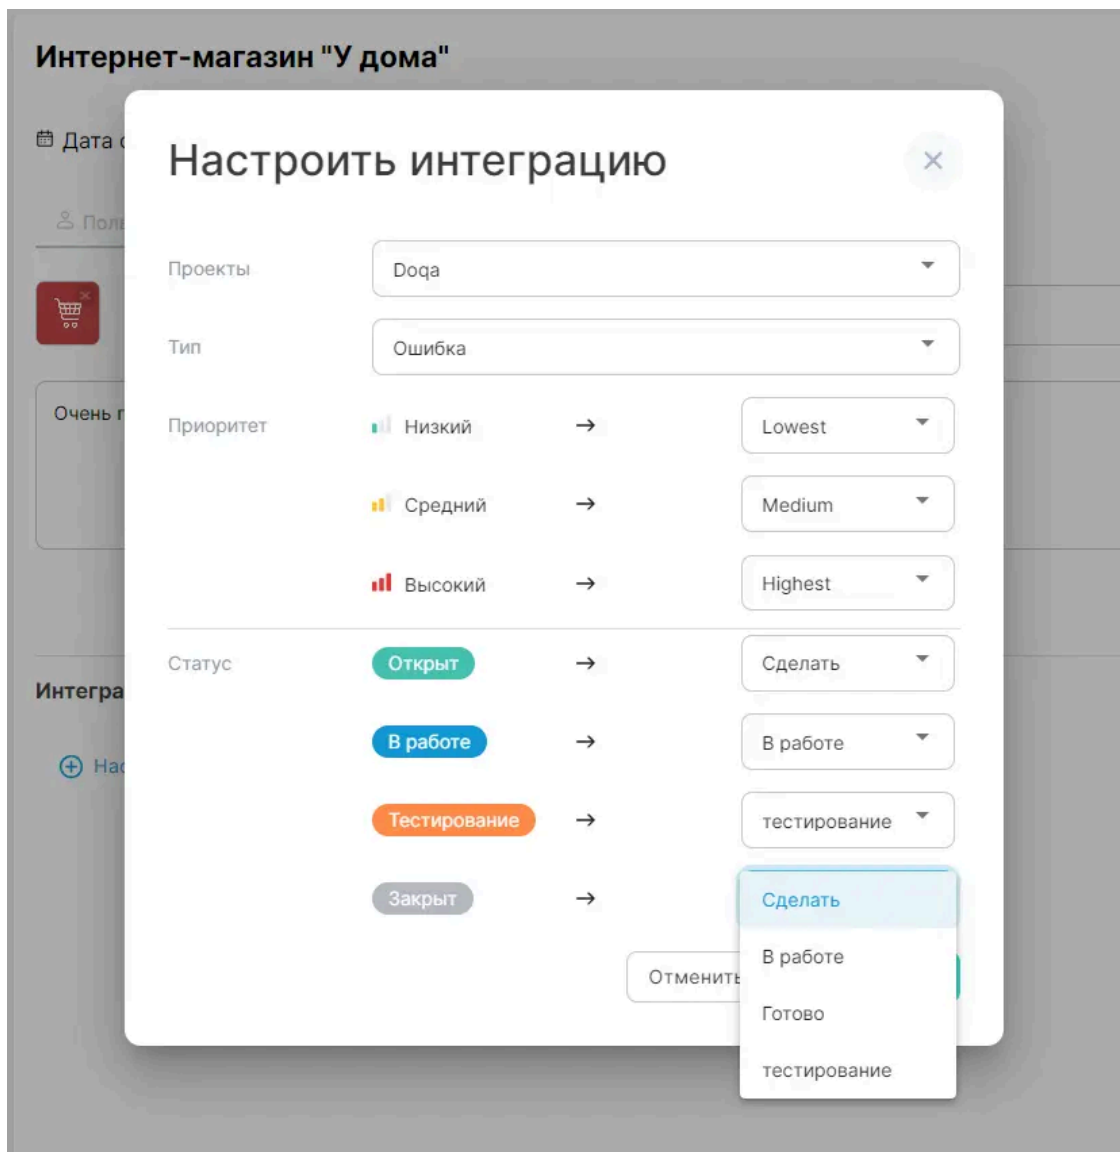 Интернет-магазин "У дома"
Дата
Настроить интеграцию
Проекты
Doqa
Тип
Ошибка
Очень
Приоритет
Низкий → Lowest
Средний → Medium
Высокий → Highest
Статус
Открыт → Сделать
В работе → В работе
Тестирование → тестирование
Закрыт → Сделать
В работе
Готово
тестирование
Отменить